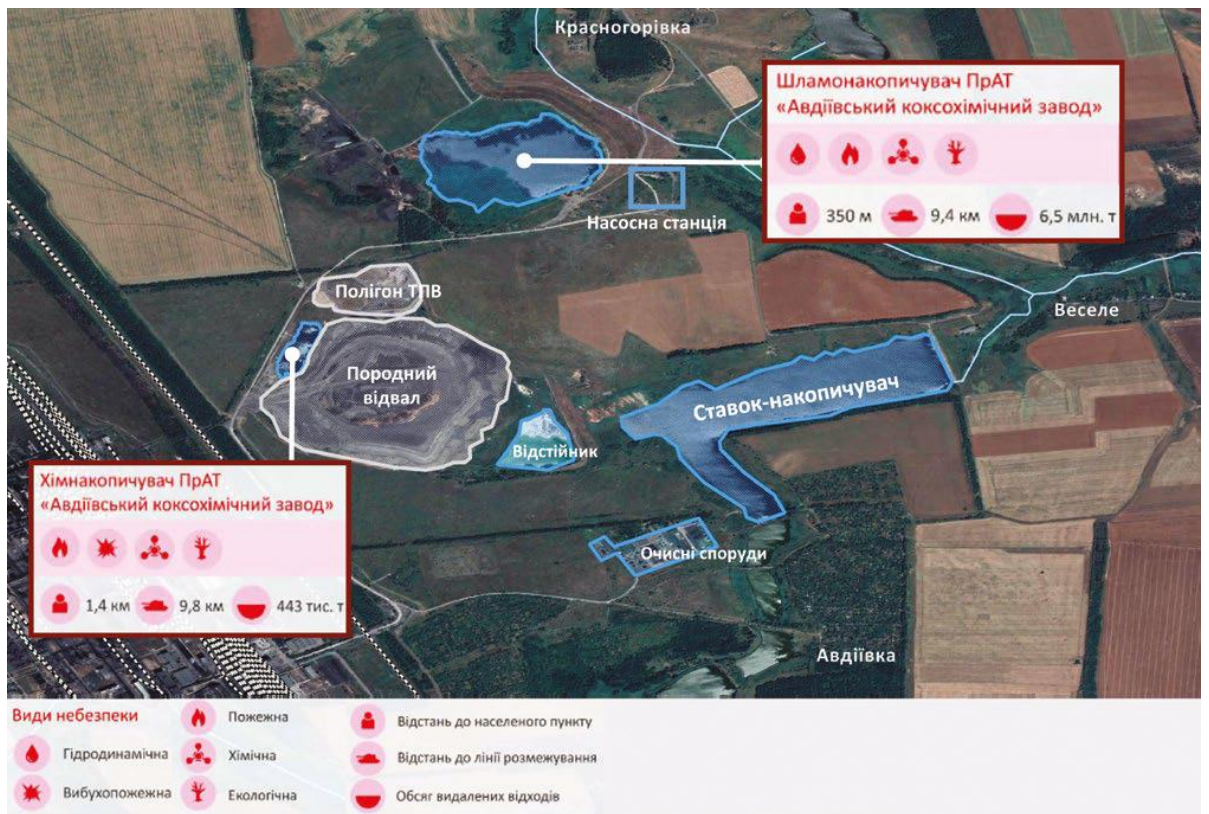 Красногорівка
Шламонакопичувач ПрАТ
«Авдіївський коксохімічний завод»
350 м
9,4 км
6,5 млн. т
Насосна станція
Полігон ТПВ
Веселе
Породний
відвал
Ставок-накопичувач
Відстійник
Хімнакопичувач ПрАТ
«Авдіївський коксохімічний завод»
1,4 км
9,8 км
443 тис. т
Очисні споруди
Авдіївка
Види небезпеки
Гідродинамічна
Вибухопожежна
Пожежна
Хімічна
Екологічна
Відстань до населеного пункту
Відстань до лінії розмежування
Обсяг видалених відходів